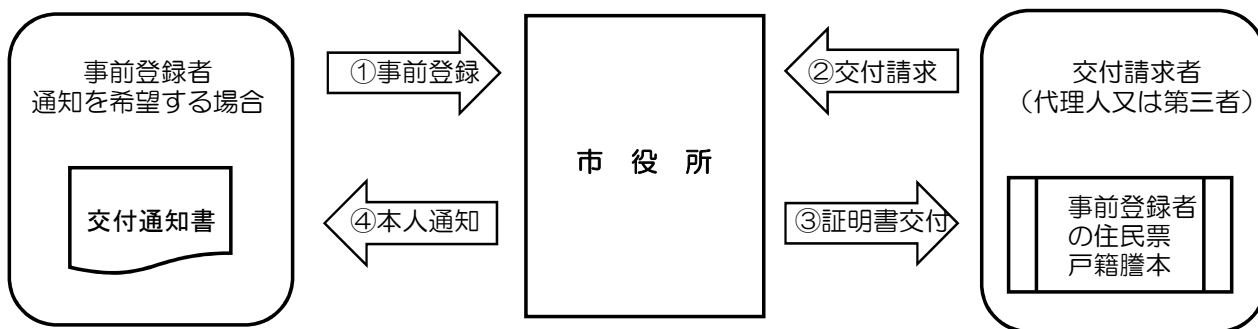 事前登録者
通知を希望する場合
交付通知書
①事前登録
④本人通知
市 役 所
②交付請求
③証明書交付
交付請求者
（代理人又は第三者）
事前登録者
の住民票
戸籍謄本